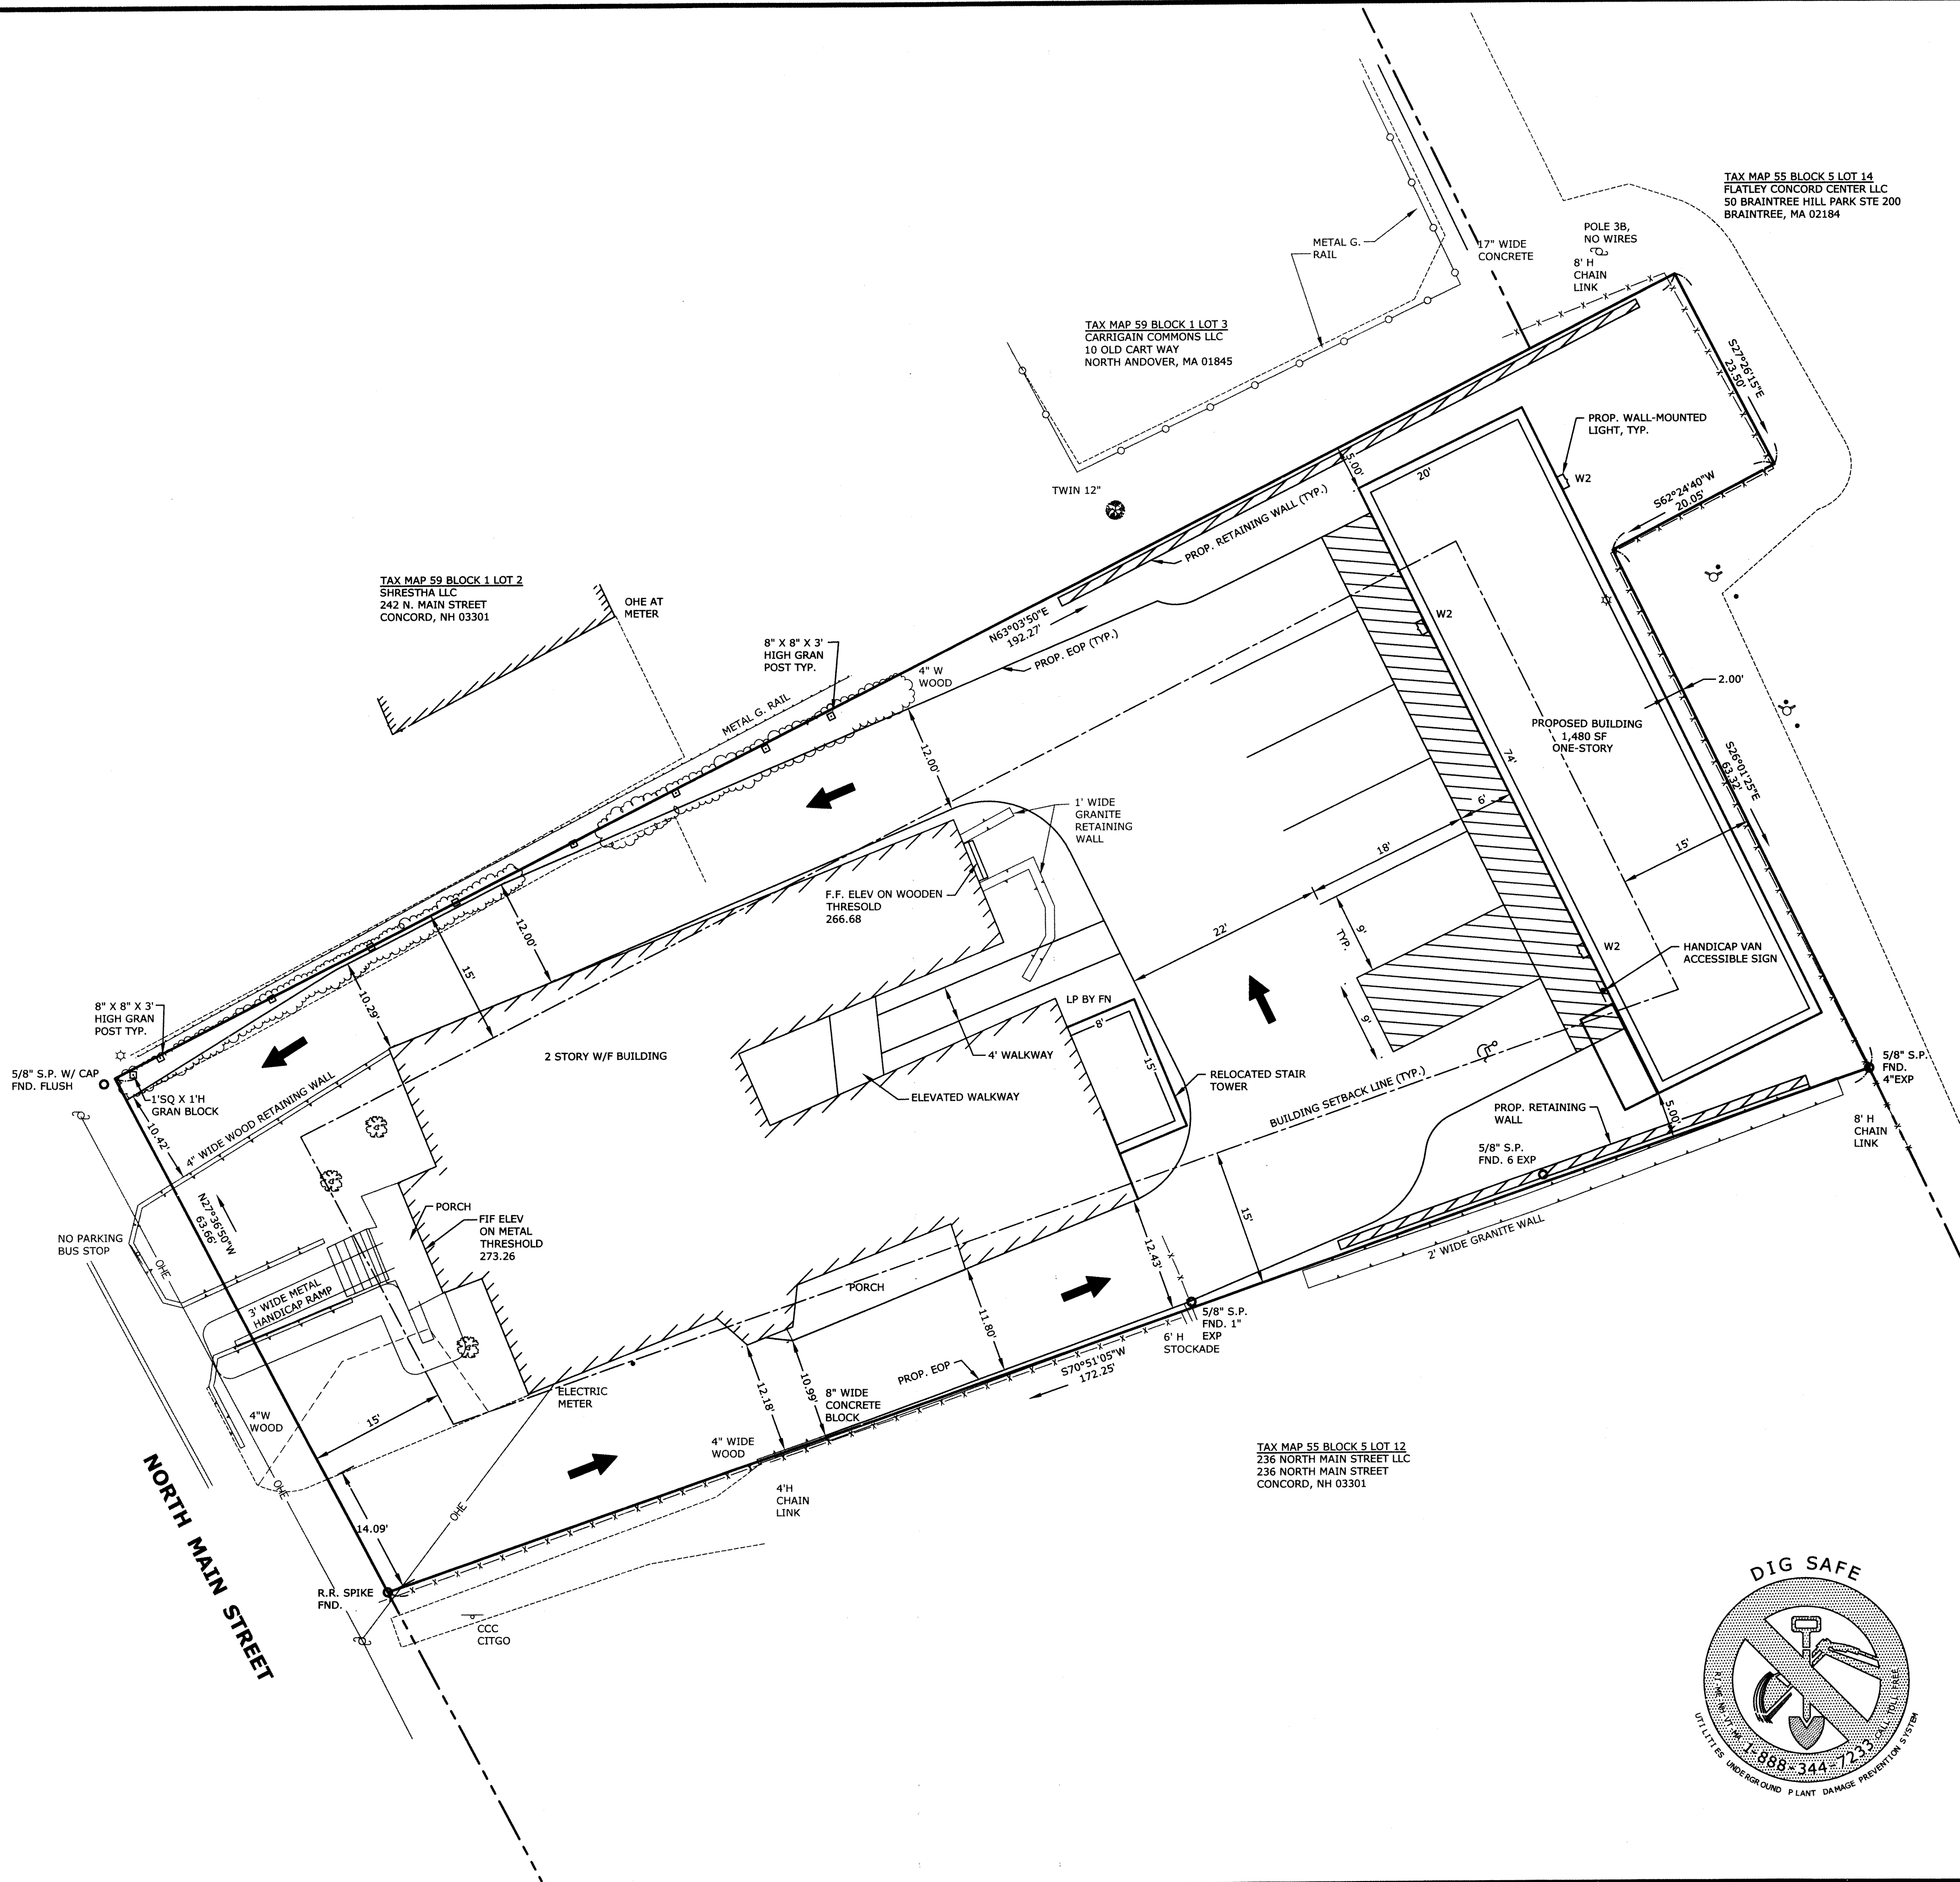 TAX MAP 55 BLOCK 5 LOT 14
FLATLEY CONCORD CENTER LLC
50 BRAINTREE HILL PARK STE 200
BRAINTREE, MA 02184
POLE 3B,
NO WIRES
8' H
CHAIN
LINK
METAL G.
RAIL
17" WIDE
CONCRETE
TAX MAP 59 BLOCK 1 LOT 3
CARRIGAIN COMMONS LLC
10 OLD CART WAY
NORTH ANDOVER, MA 01845
S27°26'15"E
23.50'
PROP. WALL-MOUNTED
LIGHT, TYP.
W2
5.00'
20'
S62°24'40"W
20.05'
TWIN 12"
PROP. RETAINING WALL (TYP.)
TAX MAP 59 BLOCK 1 LOT 2
SHRESTHA LLC
242 N. MAIN STREET
CONCORD, NH 03301
OHE AT
METER
N63°03'50"E
192.27'
PROP. EOP (TYP.)
W2
8" X 8" X 3'
HIGH GRAN
POST TYP.
4" W
WOOD
METAL G. RAIL
2.00'
PROPOSED BUILDING
1,480 SF
ONE-STORY
12.00'
74'
S26°01'25"E
63.32'
1' WIDE
GRANITE
RETAINING
WALL
6'
18'
15'
F.F. ELEV ON WOODEN
THRESOLD
266.68
12.00'
15'
22'
9'
TYP.
W2
HANDICAP VAN
ACCESSIBLE SIGN
8" X 8" X 3'
HIGH GRAN
POST TYP.
10.29'
LP BY FN
8'
9'
2 STORY W/F BUILDING
4' WALKWAY
15'
5/8" S.P. W/ CAP
FND. FLUSH
1'SQ X 1'H
GRAN BLOCK
RELOCATED STAIR
TOWER
5/8" S.P.
FND.
4"EXP
ELEVATED WALKWAY
BUILDING SETBACK LINE (TYP.)
PROP. RETAINING
WALL
5.00'
10.42'
4" WIDE WOOD RETAINING WALL
8' H
CHAIN
LINK
5/8" S.P.
FND. 6 EXP
N27°36'50"W
63.66'
PORCH
FIF ELEV
ON METAL
THRESHOLD
273.26
NO PARKING
BUS STOP
OHE
15'
2' WIDE GRANITE WALL
12.43'
3' WIDE METAL
HANDICAP RAMP
PORCH
11.80'
5/8" S.P.
FND. 1"
EXP
6' H
STOCKADE
S70°51'05"W
172.25'
PROP. EOP
12.18'
10.99'
8" WIDE
CONCRETE
BLOCK
ELECTRIC
METER
4"W
WOOD
15'
4" WIDE
WOOD
TAX MAP 55 BLOCK 5 LOT 12
236 NORTH MAIN STREET LLC
236 NORTH MAIN STREET
CONCORD, NH 03301
OHE
4'H
CHAIN
LINK
OHE
14.09'
NORTH MAIN STREET
R.R. SPIKE
FND.
CCC
CITGO
DIG SAFE
1-888-344-7233
CALL TOLL FREE
UTILITIES UNDERGROUND PLANT DAMAGE PREVENTION SYSTEM